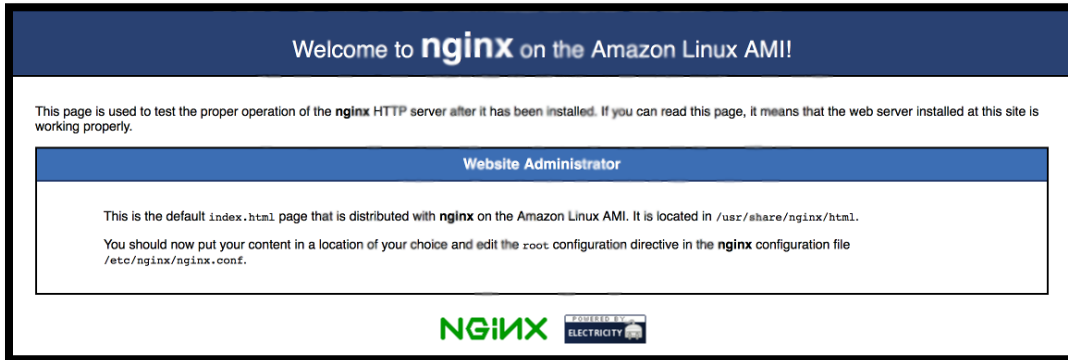 Welcome to nginx on the Amazon Linux AMI!
This page is used to test the proper operation of the nginx HTTP server after it has been installed. If you can read this page, it means that the web server installed at this site is
working properly.
Website Administrator
This is the default index.html page that is distributed with nginx on the Amazon Linux AMI. It is located in /usr/share/nginx/html.
You should now put your content in a location of your choice and edit the root configuration directive in the nginx configuration file
/etc/nginx/nginx.conf.
NGiNX
POWERED BY
ELECTRICITY